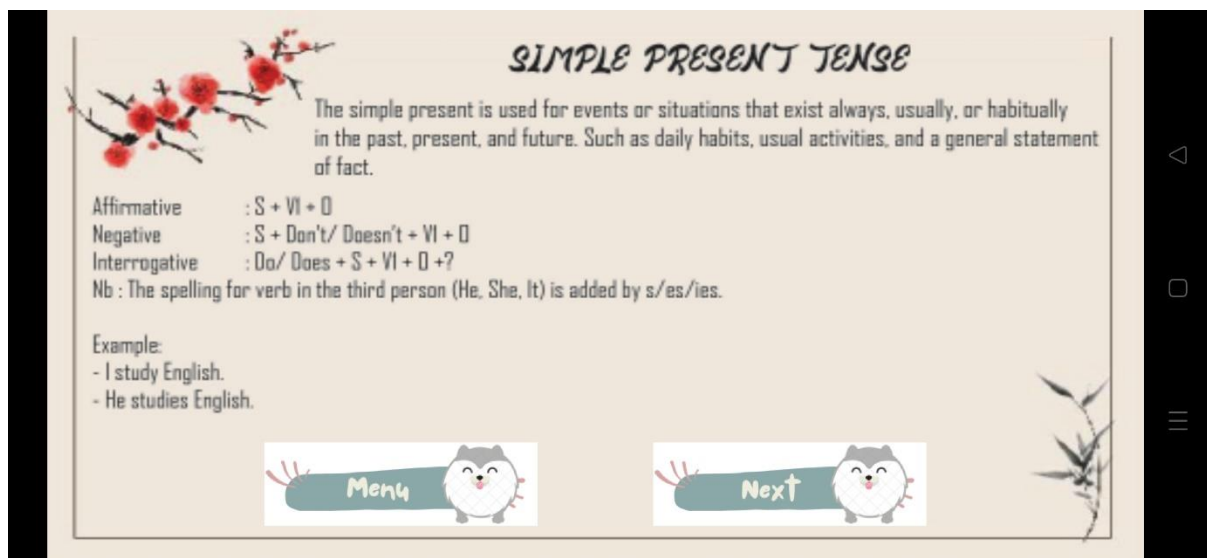 SIMPLE PRESENT TENSE
The simple present is used for events or situations that exist always, usually, or habitually
in the past, present, and future. Such as daily habits, usual activities, and a general statement
of fact.
Affirmative : S + V1 + O
Negative : S + Don't/ Doesn't + V1 + O
Interrogative : Do/ Does + S + V1 + O +?
Nb : The spelling for verb in the third person (He, She, It) is added by s/es/ies.
Example:
- I study English.
- He studies English.
Menu
Next